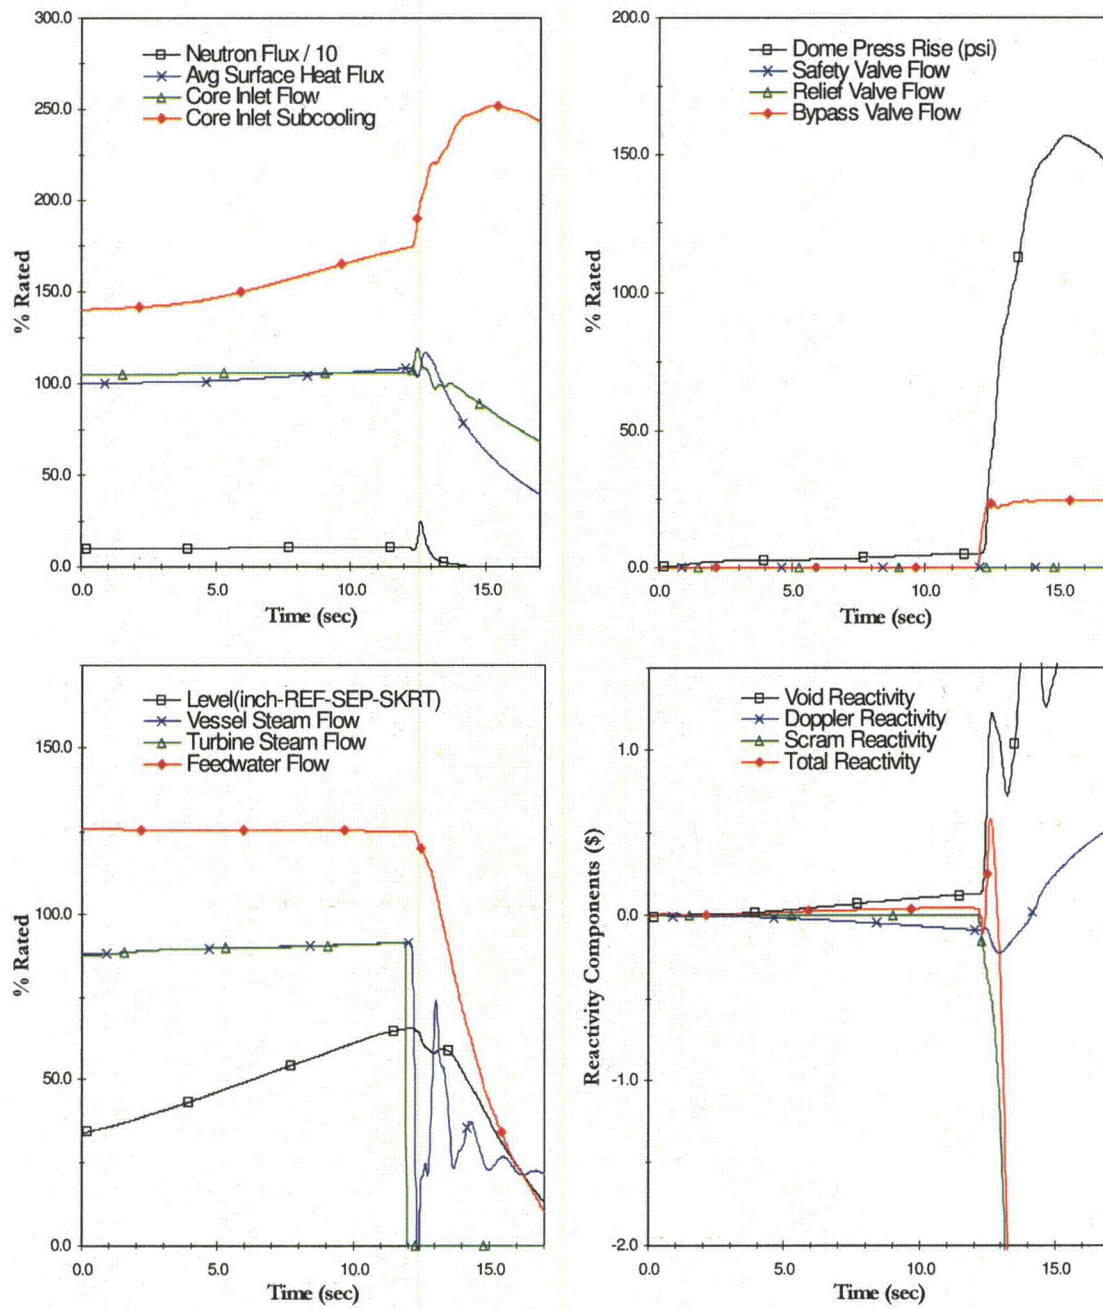 300.0
Neutron Flux / 10
Avg Surface Heat Flux
Core Inlet Flow
Core Inlet Subcooling
250.0
200.0
150.0
100.0
50.0
0.0
% Rated
0.0 5.0 10.0 15.0
Time (sec)
200.0
Dome Press Rise (psi)
Safety Valve Flow
Relief Valve Flow
Bypass Valve Flow
150.0
100.0
50.0
0.0
% Rated
0.0 5.0 10.0 15.0
Time (sec)
Level(inch-REF-SEP-SKRT)
Vessel Steam Flow
Turbine Steam Flow
Feedwater Flow
150.0
100.0
50.0
0.0
% Rated
0.0 5.0 10.0 15.0
Time (sec)
Void Reactivity
Doppler Reactivity
Scram Reactivity
Total Reactivity
1.0
0.0
-1.0
-2.0
Reactivity Components ($)
0.0 5.0 10.0 15.0
Time (sec)